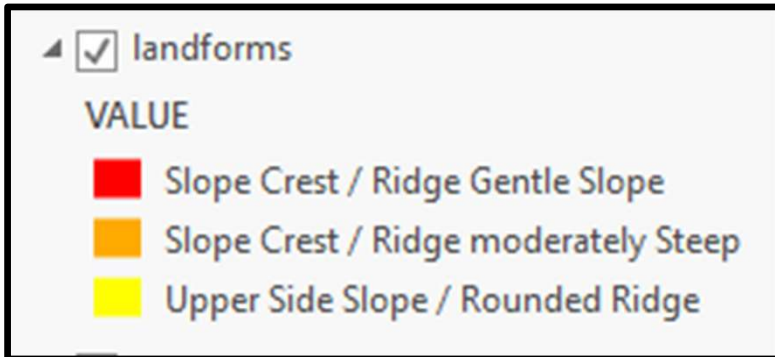 landforms
VALUE
Slope Crest / Ridge Gentle Slope
Slope Crest / Ridge moderately Steep
Upper Side Slope / Rounded Ridge